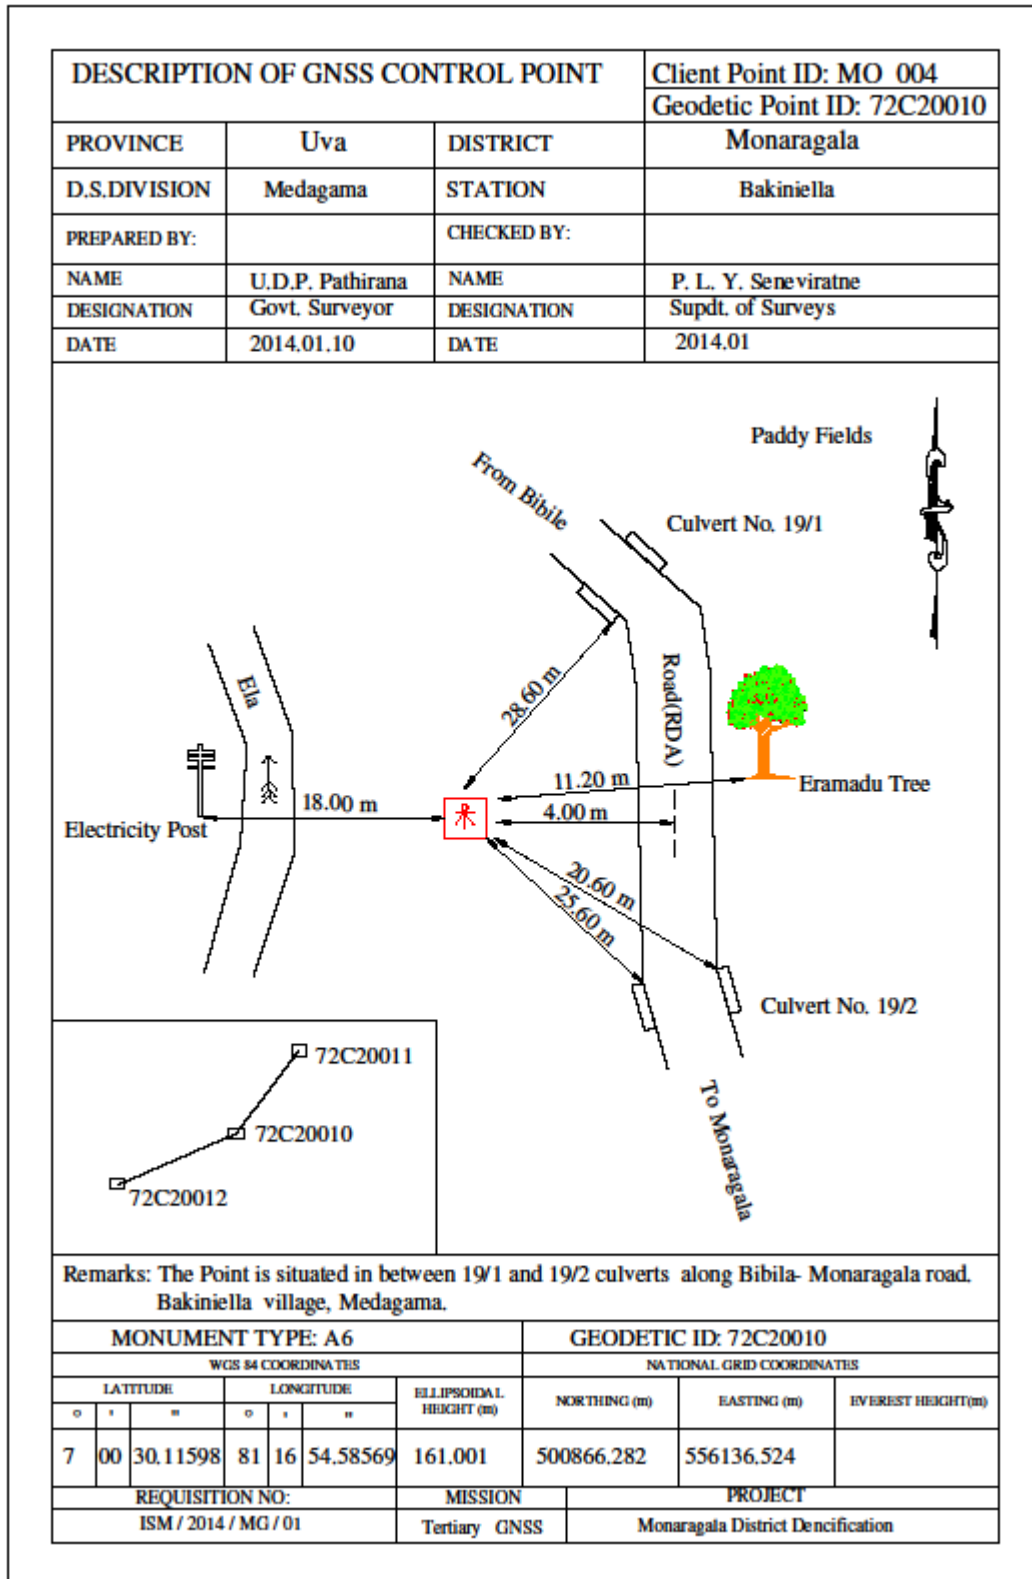 DESCRIPTION OF GNSS CONTROL POINT
Client Point ID: MO 004
Geodetic Point ID: 72C20010
PROVINCE Uva DISTRICT Monaragala
D.S.DIVISION Medagama STATION Bakiniella
PREPARED BY: CHECKED BY:
NAME U.D.P. Pathirana NAME P. L. Y. Seneviratne
DESIGNATION Govt. Surveyor DESIGNATION Supdt. of Surveys
DATE 2014.01.10 DATE 2014.01
Paddy Fields
From Bibile
Culvert No. 19/1
Ela
28.60 m
Road(RDA)
11.20 m
Eramadu Tree
18.00 m
4.00 m
Electricity Post
20.60 m
25.60 m
Culvert No. 19/2
72C20011
72C20010
72C20012
To Monaragala
Remarks: The Point is situated in between 19/1 and 19/2 culverts along Bibila- Monaragala road.
Bakiniella village, Medagama.
MONUMENT TYPE: A6 GEODETIC ID: 72C20010
WGS 84 COORDINATES NATIONAL GRID COORDINATES
LATITUDE LONGITUDE ELLIPSOIDAL HEIGHT (m) NORTHING (m) EASTING (m) EVEREST HEIGHT(m)
o ' " o ' "
7 00 30.11598 81 16 54.58569 161.001 500866.282 556136.524
REQUISITION NO: MISSION PROJECT
ISM / 2014 / MG / 01 Tertiary GNSS Monaragala District Dencification